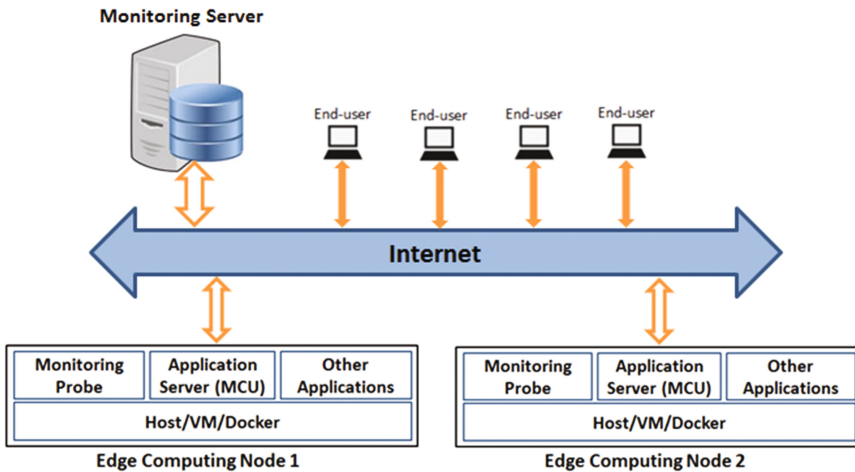 Monitoring Server
End-user
End-user
End-user
End-user
Internet
Monitoring
Probe
Application
Server (MCU)
Other
Applications
Host/VM/Docker
Edge Computing Node 1
Monitoring
Probe
Application
Server (MCU)
Other
Applications
Host/VM/Docker
Edge Computing Node 2